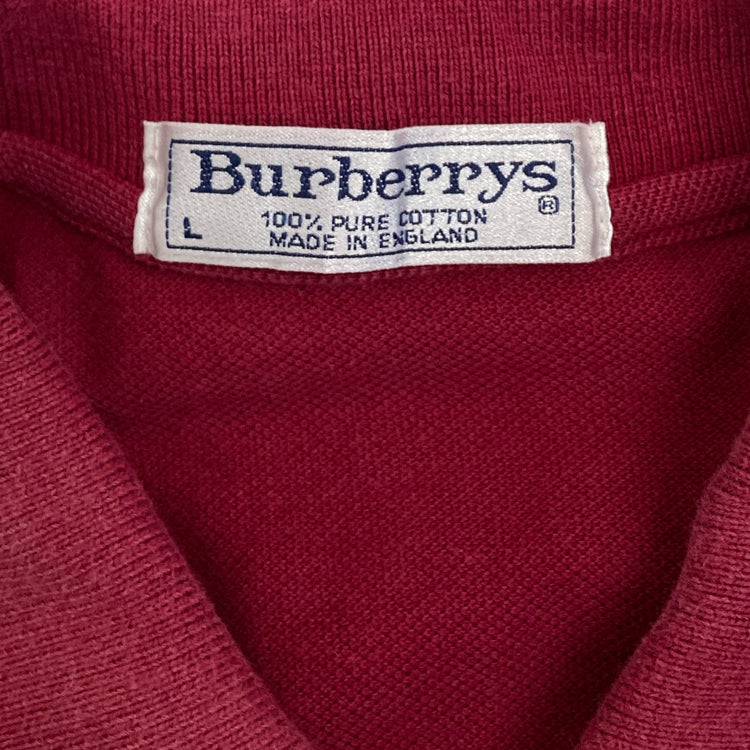 Burberrys ®
L 100% PURE COTTON
MADE IN ENGLAND